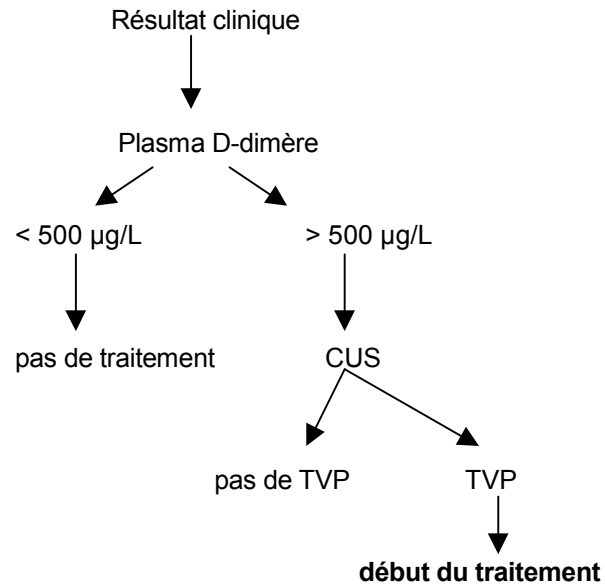 Résultat clinique
Plasma D-dimère
< 500 µg/L
> 500 µg/L
pas de traitement
CUS
pas de TVP
TVP
début du traitement